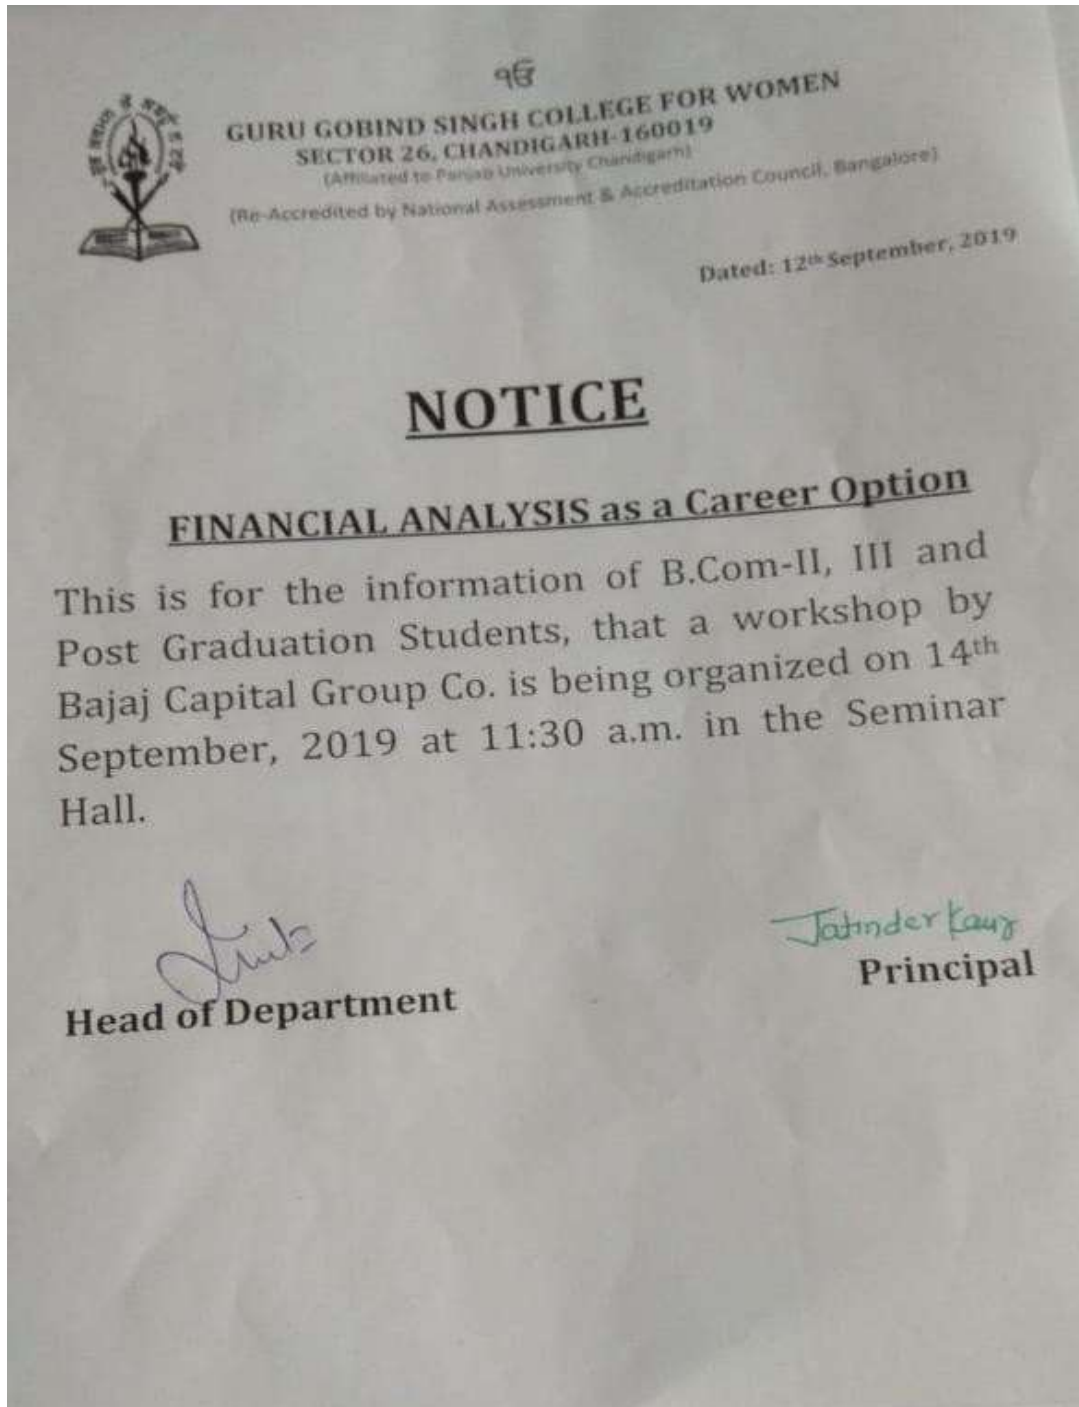 ੴ
GURU GOBIND SINGH COLLEGE FOR WOMEN
SECTOR 26, CHANDIGARH-160019
(Affiliated to Panjab University Chandigarh)
(Re-Accredited by National Assessment & Accreditation Council, Bangalore)
Dated: 12th September, 2019
NOTICE
FINANCIAL ANALYSIS as a Career Option
This is for the information of B.Com-II, III and
Post Graduation Students, that a workshop by
Bajaj Capital Group Co. is being organized on 14th
September, 2019 at 11:30 a.m. in the Seminar
Hall.
Jatinder Kaur
Head of Department
Principal